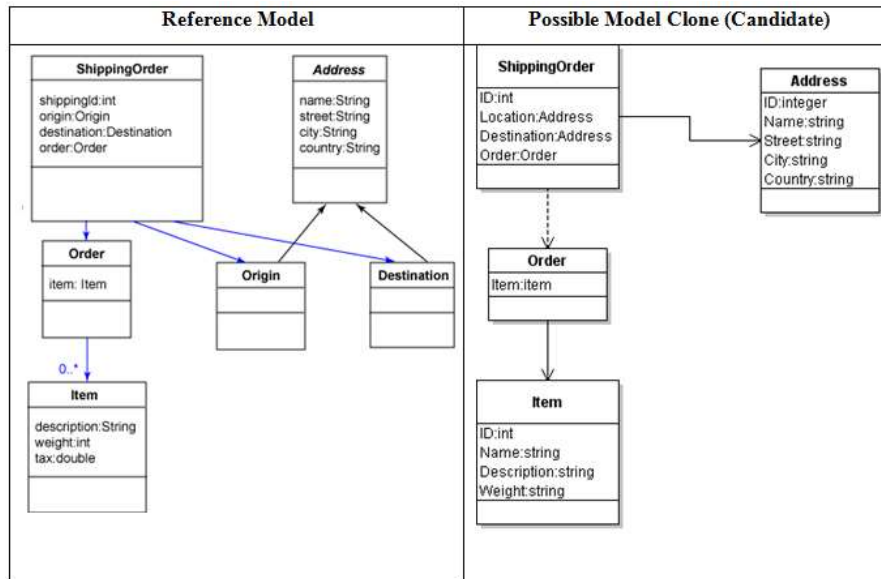 Reference Model
Possible Model Clone (Candidate)
ShippingOrder
shippingId:int
origin:Origin
destination:Destination
order:Order
Address
name:String
street:String
city:String
country:String
Order
item: Item
Origin
Destination
0..*
Item
description:String
weight:int
tax:double
ShippingOrder
ID:int
Location:Address
Destination:Address
Order:Order
Address
ID:integer
Name:string
Street:string
City:string
Country:string
Order
Item:item
Item
ID:int
Name:string
Description:string
Weight:string